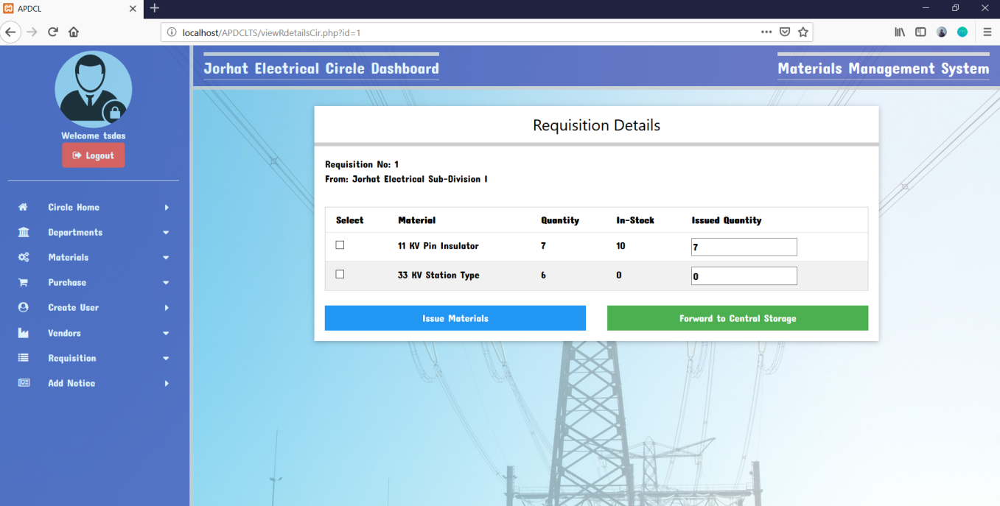 APDCL
localhost/APDCLTS/viewRdetailsCir.php?id=1
Jorhat Electrical Circle Dashboard
Materials Management System
Welcome tsdas
Logout
Circle Home
Departments
Materials
Purchase
Create User
Vendors
Requisition
Add Notice
Requisition Details
Requisition No: 1
From: Jorhat Electrical Sub-Division I
Select Material Quantity In-Stock Issued Quantity
11 KV Pin Insulator 7 10 7
33 KV Station Type 6 0 0
Issue Materials Forward to Central Storage